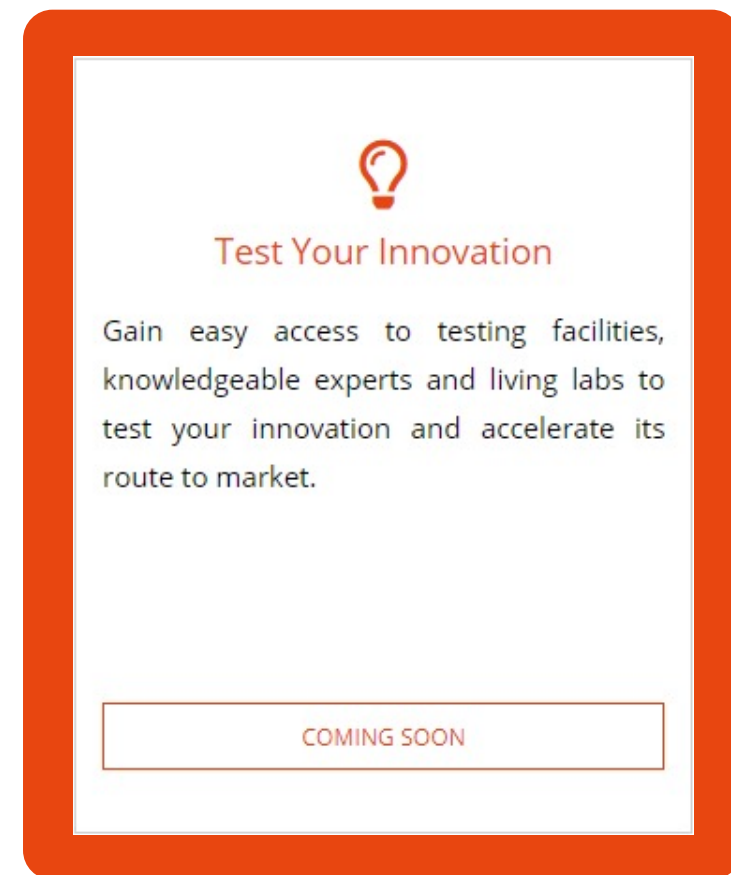 Test Your Innovation
Gain easy access to testing facilities,
knowledgeable experts and living labs to
test your innovation and accelerate its
route to market.
COMING SOON